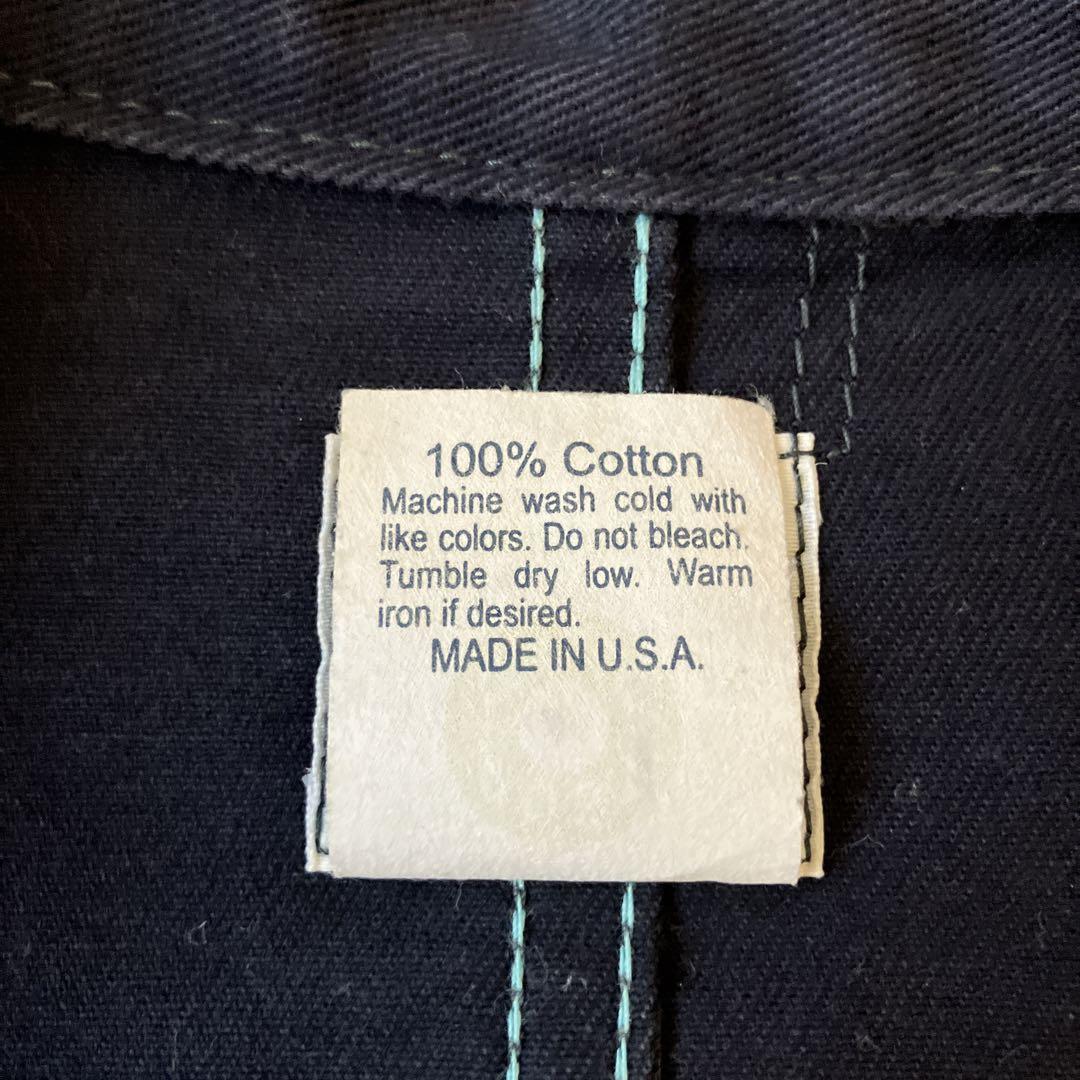 100% Cotton
Machine wash cold with
like colors. Do not bleach.
Tumble dry low. Warm
iron if desired.
MADE IN U.S.A.